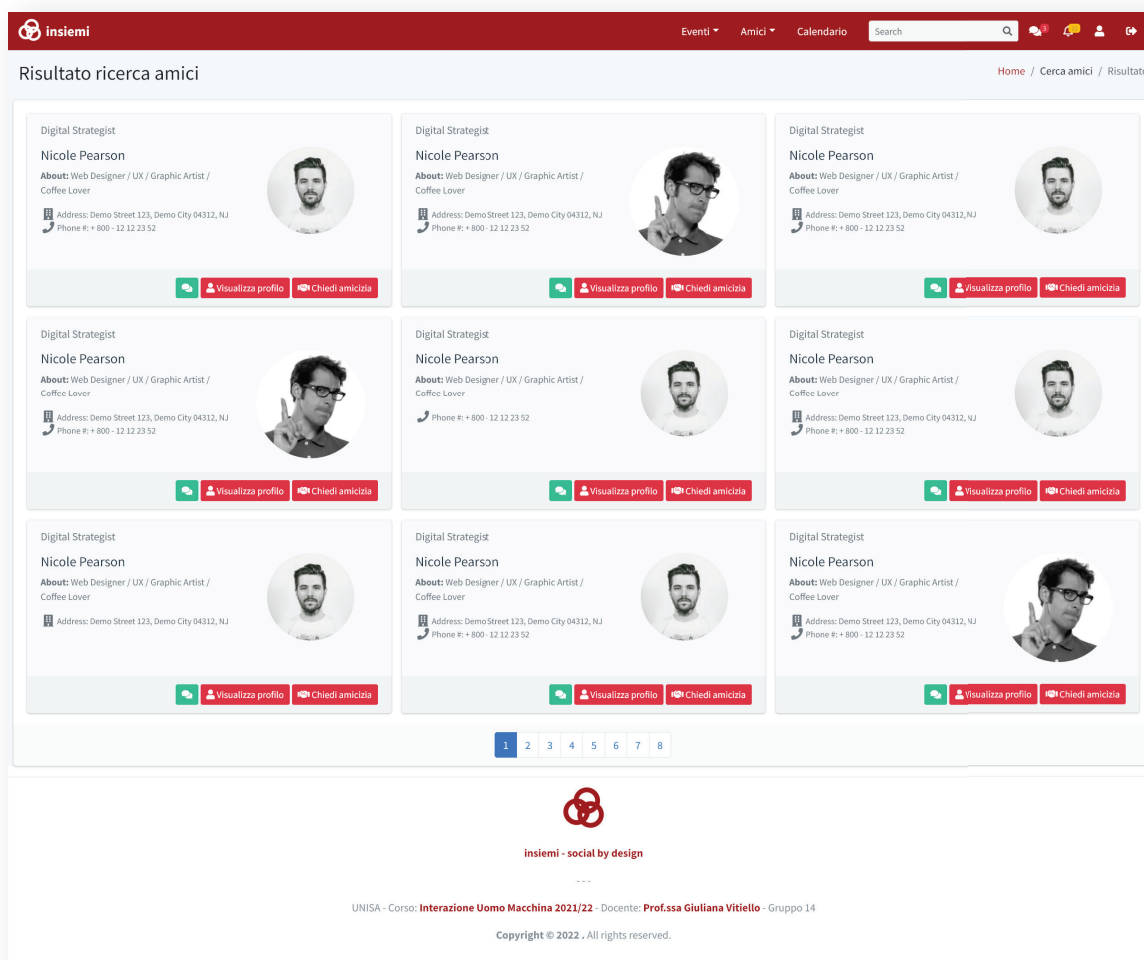 insiemi
Eventi Amici Calendario Search 3
Risultato ricerca amici
Home / Cerca amici / Risultato
Digital Strategist
Nicole Pearson
About: Web Designer / UX / Graphic Artist /
Coffee Lover
Address: Demo Street 123, Demo City 04312, NJ
Phone #: + 800 - 12 12 23 52
Visualizza profilo Chiedi amicizia
Digital Strategist
Nicole Pearson
About: Web Designer / UX / Graphic Artist /
Coffee Lover
Address: Demo Street 123, Demo City 04312, NJ
Phone #: + 800 - 12 12 23 52
Visualizza profilo Chiedi amicizia
Digital Strategist
Nicole Pearson
About: Web Designer / UX / Graphic Artist /
Coffee Lover
Address: Demo Street 123, Demo City 04312, NJ
Phone #: + 800 - 12 12 23 52
Visualizza profilo Chiedi amicizia
Digital Strategist
Nicole Pearson
About: Web Designer / UX / Graphic Artist /
Coffee Lover
Address: Demo Street 123, Demo City 04312, NJ
Phone #: + 800 - 12 12 23 52
Visualizza profilo Chiedi amicizia
Digital Strategist
Nicole Pearson
About: Web Designer / UX / Graphic Artist /
Coffee Lover
Phone #: + 800 - 12 12 23 52
Visualizza profilo Chiedi amicizia
Digital Strategist
Nicole Pearson
About: Web Designer / UX / Graphic Artist /
Coffee Lover
Address: Demo Street 123, Demo City 04312, NJ
Phone #: + 800 - 12 12 23 52
Visualizza profilo Chiedi amicizia
Digital Strategist
Nicole Pearson
About: Web Designer / UX / Graphic Artist /
Coffee Lover
Address: Demo Street 123, Demo City 04312, NJ
Visualizza profilo Chiedi amicizia
Digital Strategist
Nicole Pearson
About: Web Designer / UX / Graphic Artist /
Coffee Lover
Address: Demo Street 123, Demo City 04312, NJ
Phone #: + 800 - 12 12 23 52
Visualizza profilo Chiedi amicizia
Digital Strategist
Nicole Pearson
About: Web Designer / UX / Graphic Artist /
Coffee Lover
Address: Demo Street 123, Demo City 04312, NJ
Phone #: + 800 - 12 12 23 52
Visualizza profilo Chiedi amicizia
1 2 3 4 5 6 7 8
insiemi - social by design
---
UNISA - Corso: Interazione Uomo Macchina 2021/22 - Docente: Prof.ssa Giuliana Vitiello - Gruppo 14
Copyright © 2022 . All rights reserved.